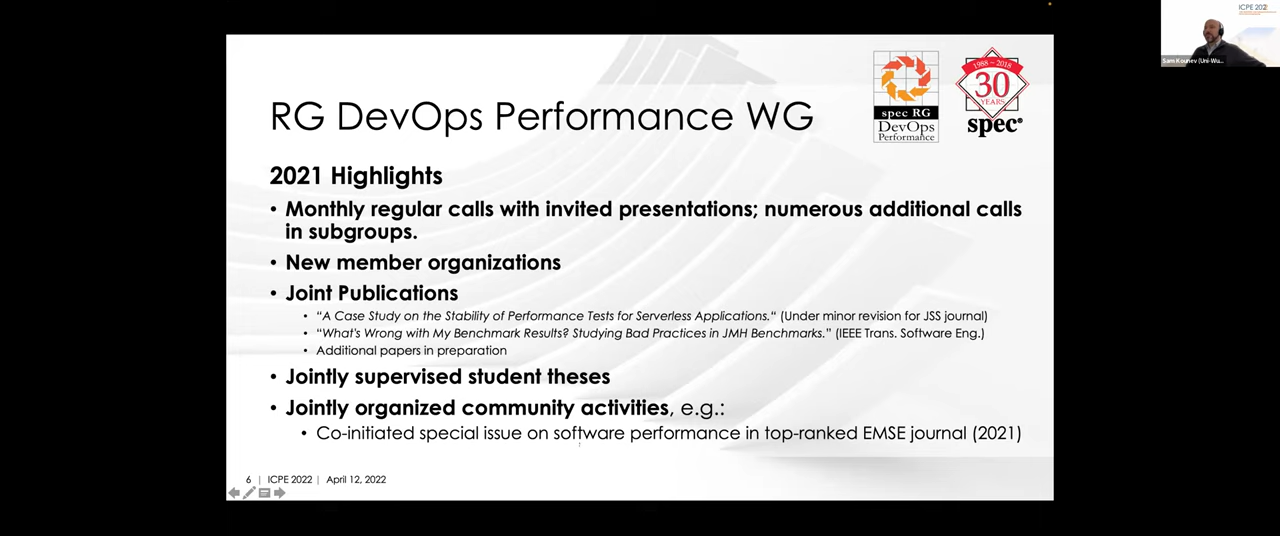 ICPE 2022
Sam Kounev (Uni-Wu...
RG DevOps Performance WG
spec RG
DevOps
Performance
1988 ~ 2018
30
YEARS
spec®
2021 Highlights
• Monthly regular calls with invited presentations; numerous additional calls
in subgroups.
• New member organizations
• Joint Publications
• “A Case Study on the Stability of Performance Tests for Serverless Applications.“ (Under minor revision for JSS journal)
• “What's Wrong with My Benchmark Results? Studying Bad Practices in JMH Benchmarks.” (IEEE Trans. Software Eng.)
• Additional papers in preparation
• Jointly supervised student theses
• Jointly organized community activities, e.g.:
• Co-initiated special issue on software performance in top-ranked EMSE journal (2021)
6 | ICPE 2022 | April 12, 2022